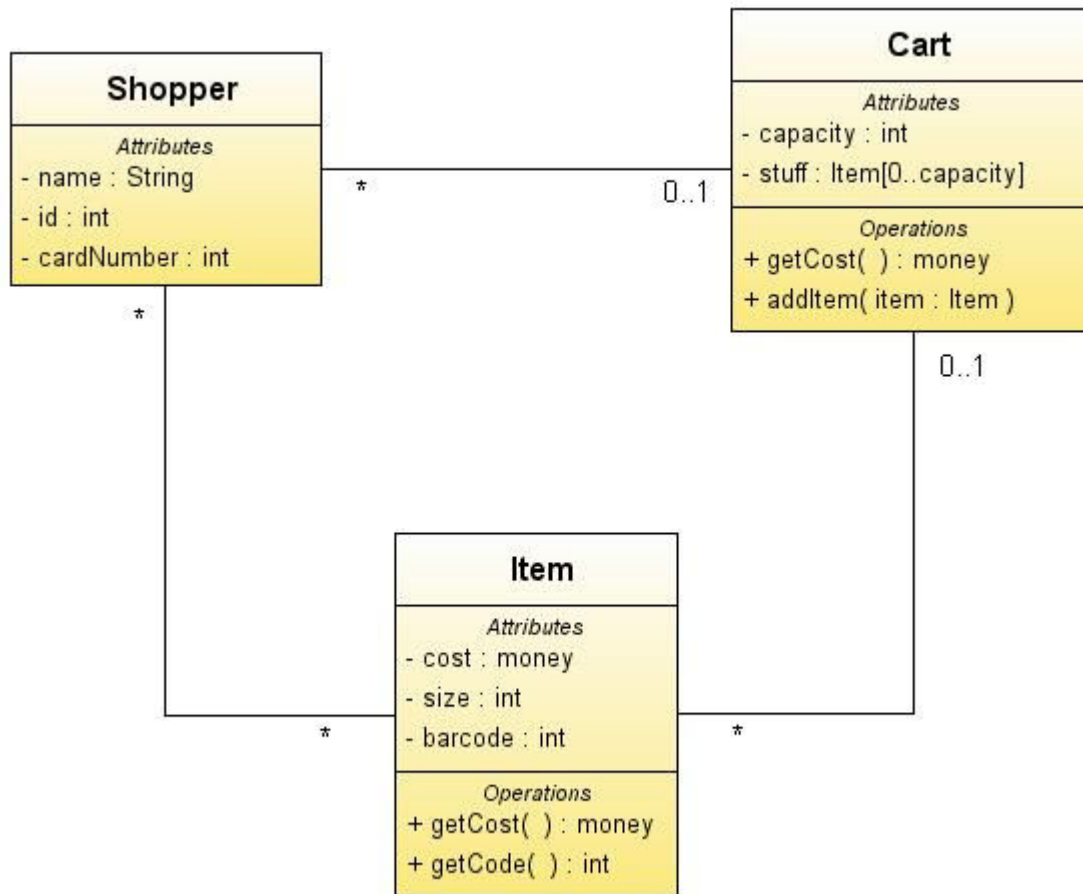 Shopper
Attributes
- name : String
- id : int
- cardNumber : int
*
*
Cart
Attributes
- capacity : int
- stuff : Item[0..capacity]
Operations
+ getCost( ) : money
+ addItem( item : Item )
0..1
0..1
Item
Attributes
- cost : money
- size : int
- barcode : int
Operations
+ getCost( ) : money
+ getCode( ) : int
*
*